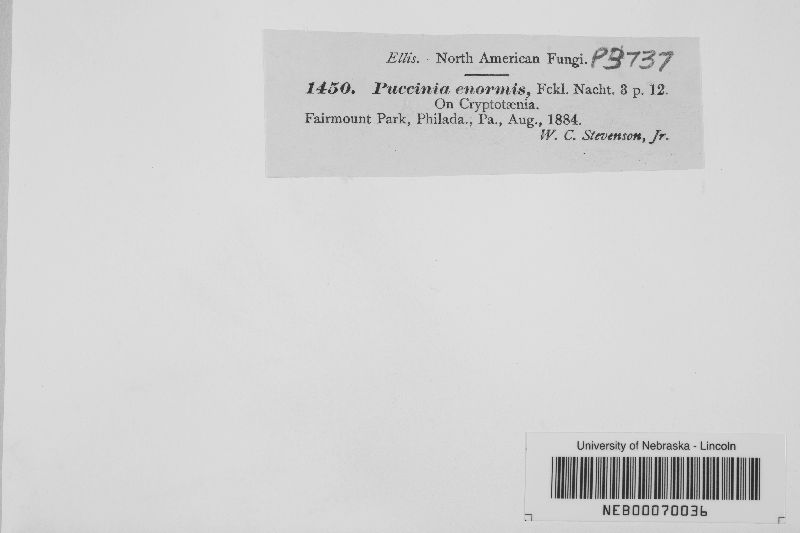 Ellis. North American Fungi. P3737
1450. Puccinia enormis, Fckl. Nacht. 3 p. 12.
On Cryptotænia.
Fairmount Park, Philada., Pa., Aug., 1884.
W. C. Stevenson, Jr.
University of Nebraska - Lincoln
NEB00070036